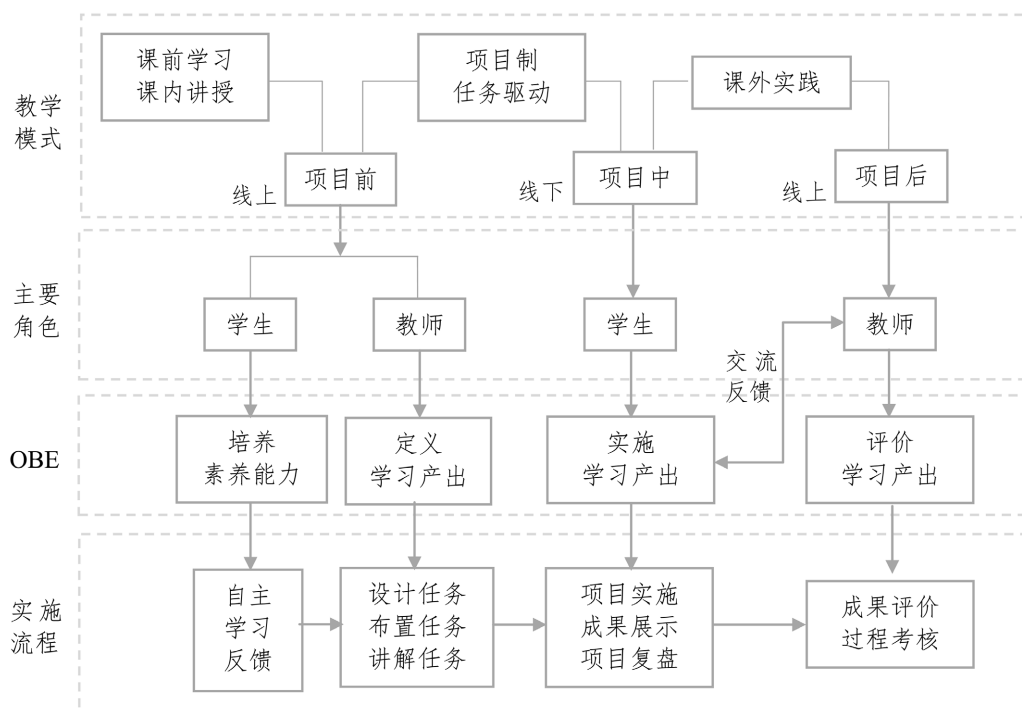 课前学习
课内讲授
项目制
任务驱动
课外实践
教学
模式
线上
项目前
线下
项目中
线上
项目后
主要
角色
学生
教师
学生
教师
交流
反馈
OBE
培养
素养能力
定义
学习产出
实施
学习产出
评价
学习产出
实施
流程
自主
学习
反馈
设计任务
布置任务
讲解任务
项目实施
成果展示
项目复盘
成果评价
过程考核